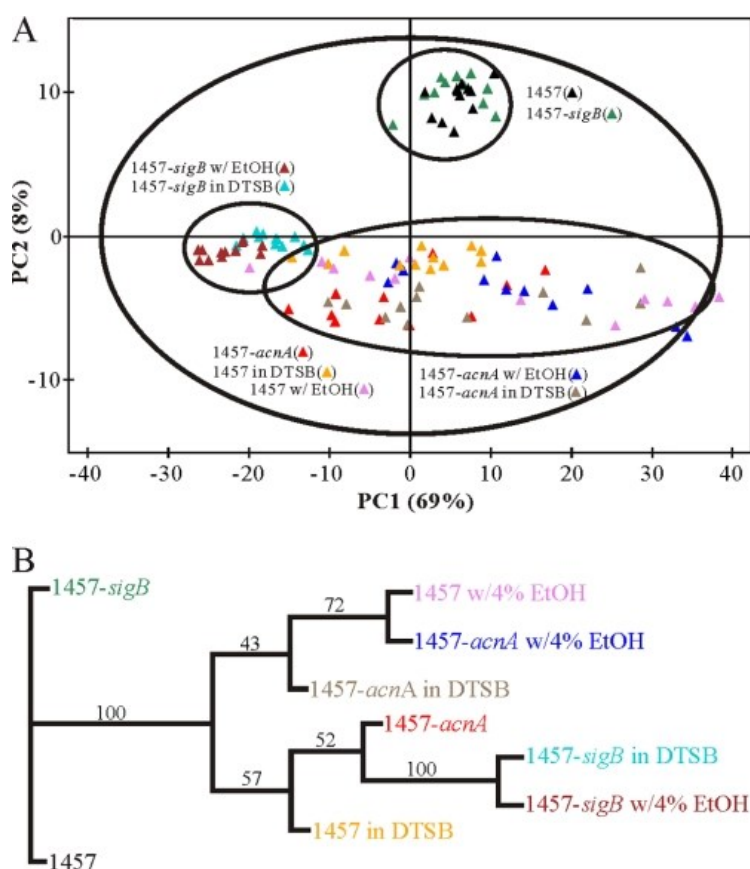 A
PC2 (8%)
10
0
-10
1457(▲)
1457-sigB(▲)
1457-sigB w/ EtOH(▲)
1457-sigB in DTSB(▲)
1457-acnA(▲)
1457 in DTSB(▲)
1457 w/ EtOH(▲)
1457-acnA w/ EtOH(▲)
1457-acnA in DTSB(▲)
-40 -30 -20 -10 0 10 20 30 40
PC1 (69%)
B
1457-sigB
1457 w/4% EtOH
72
1457-acnA w/4% EtOH
43
1457-acnA in DTSB
100
1457-acnA
52
1457-sigB in DTSB
100
57
1457-sigB w/4% EtOH
1457 in DTSB
1457